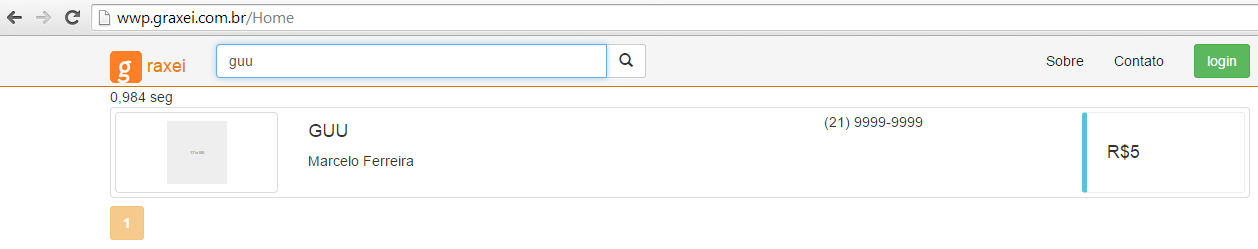 wwp.graxei.com.br/Home
g raxei
guu
Sobre
Contato
login
0,984 seg
GUU
(21) 9999-9999
R$5
Marcelo Ferreira
1